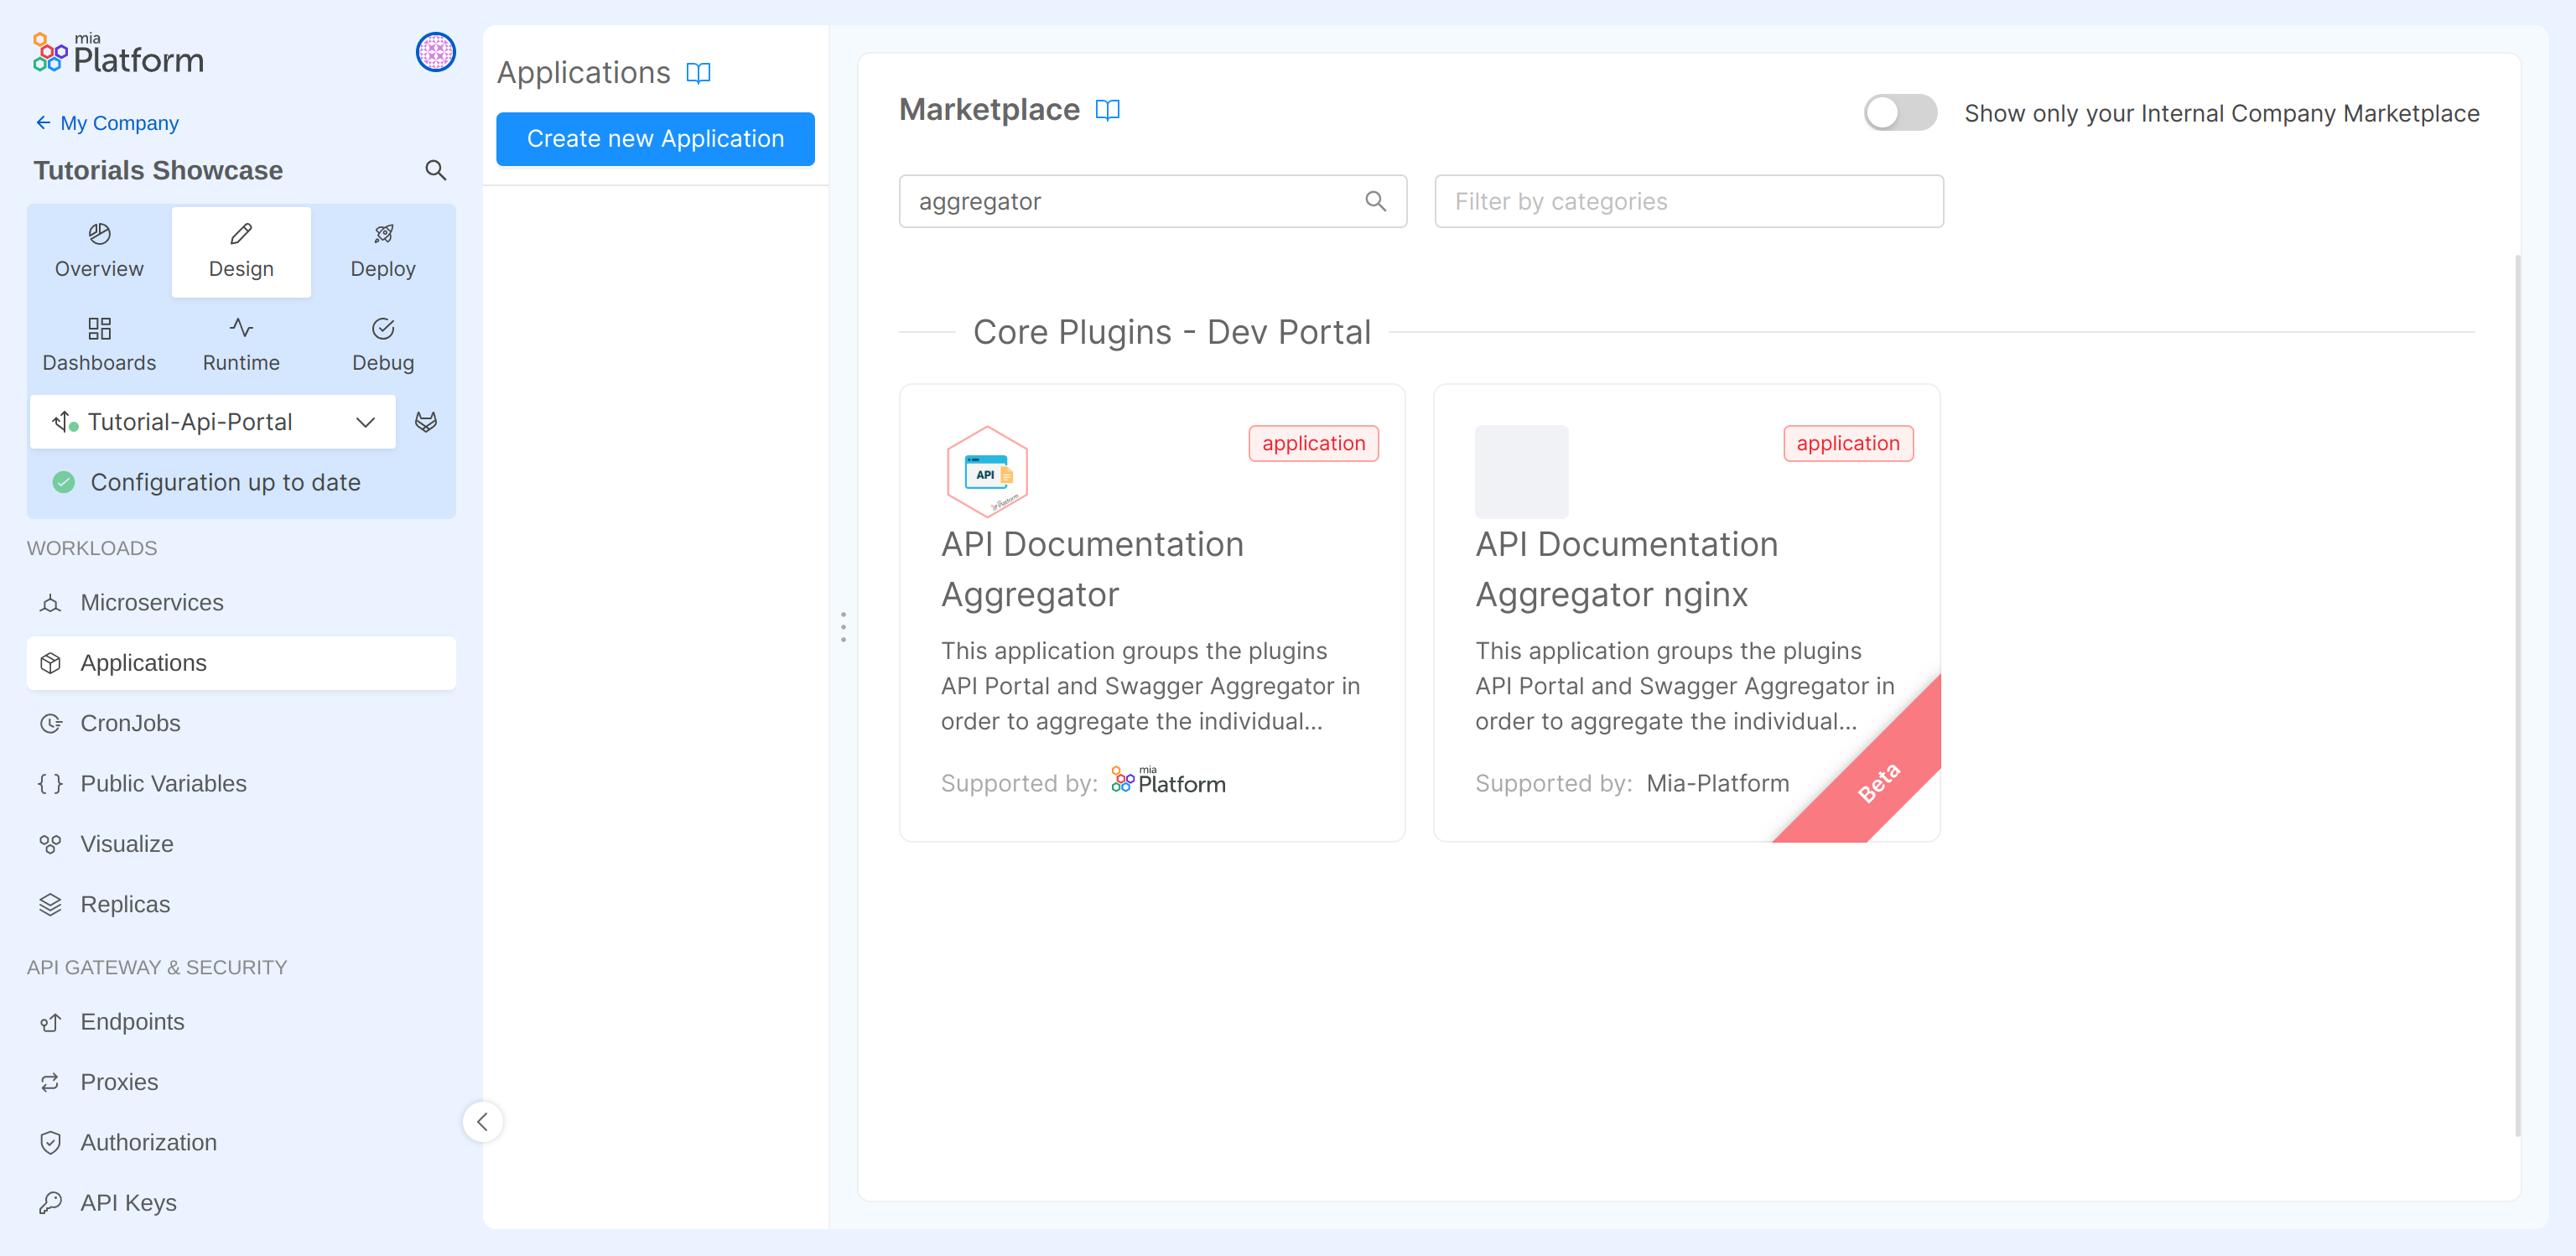 mia
Platform
My Company
Tutorials Showcase
Overview
Design
Deploy
Dashboards
Runtime
Debug
Tutorial-Api-Portal
Configuration up to date
WORKLOADS
Microservices
Applications
CronJobs
{ } Public Variables
Visualize
Replicas
API GATEWAY & SECURITY
Endpoints
Proxies
Authorization
API Keys
Applications
Create new Application
Marketplace
Show only your Internal Company Marketplace
aggregator
Filter by categories
Core Plugins - Dev Portal
API
mia
Platform
application
API Documentation
Aggregator
This application groups the plugins
API Portal and Swagger Aggregator in
order to aggregate the individual...
Supported by:
mia
Platform
application
API Documentation
Aggregator nginx
This application groups the plugins
API Portal and Swagger Aggregator in
order to aggregate the individual...
Supported by: Mia-Platform
Beta